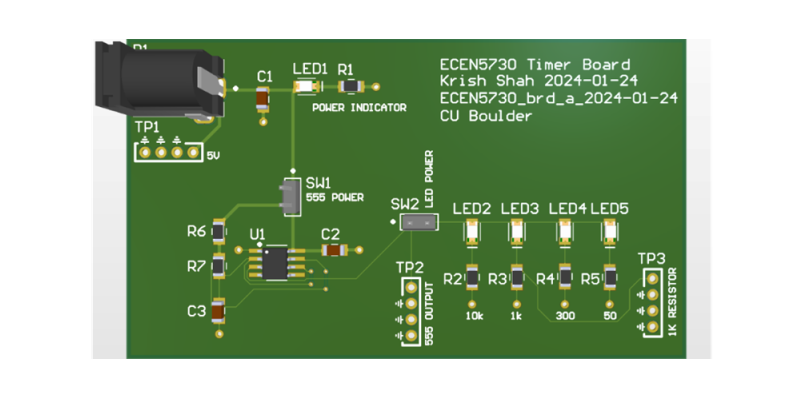 ECEN5730 Timer Board
Krish Shah 2024-01-24
ECEN5730_brd_a_2024-01-24
CU Boulder
C1
LED1
R1
POWER INDICATOR
TP1
5V
SW1
555 POWER
SW2
LED POWER
R6
U1
C2
R7
C3
LED2
LED3
LED4
LED5
R2
R3
R4
R5
10k
1k
300
50
TP2
555 OUTPUT
TP3
1K RESISTOR